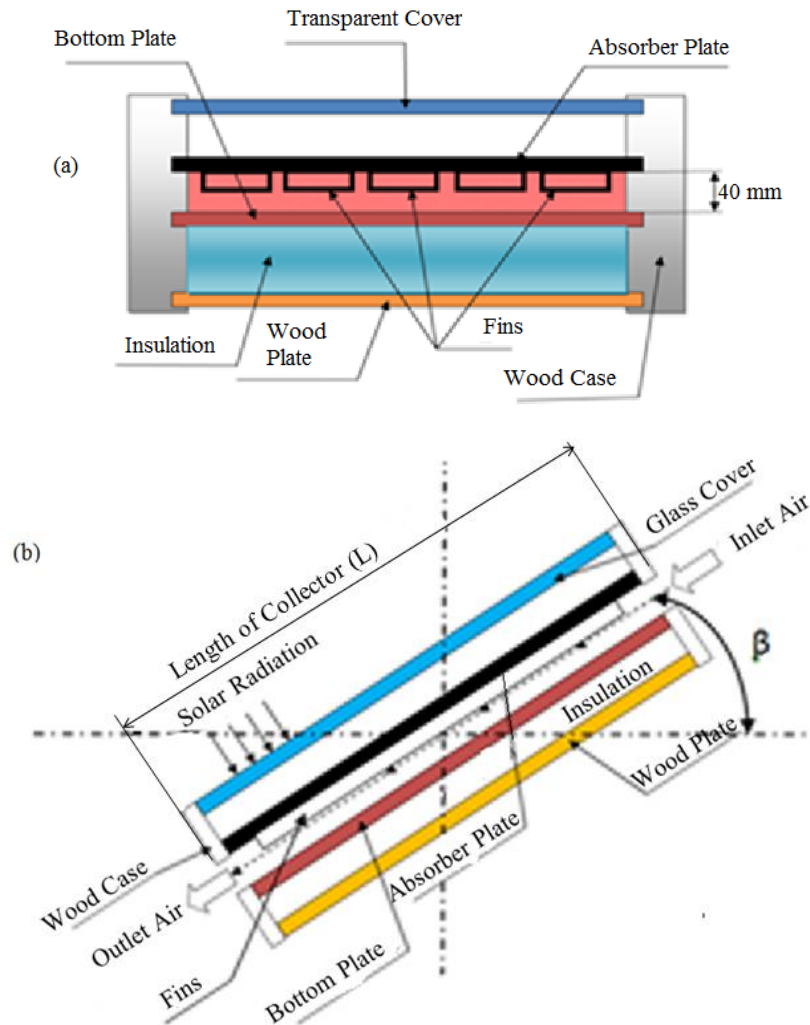 Transparent Cover
Bottom Plate
Absorber Plate
(a)
40 mm
Insulation
Wood
Plate
Fins
Wood Case
(b)
Length of Collector (L)
Glass Cover
Inlet Air
Solar Radiation
β
Insulation
Wood Plate
Absorber Plate
Wood Case
Outlet Air
Fins
Bottom Plate